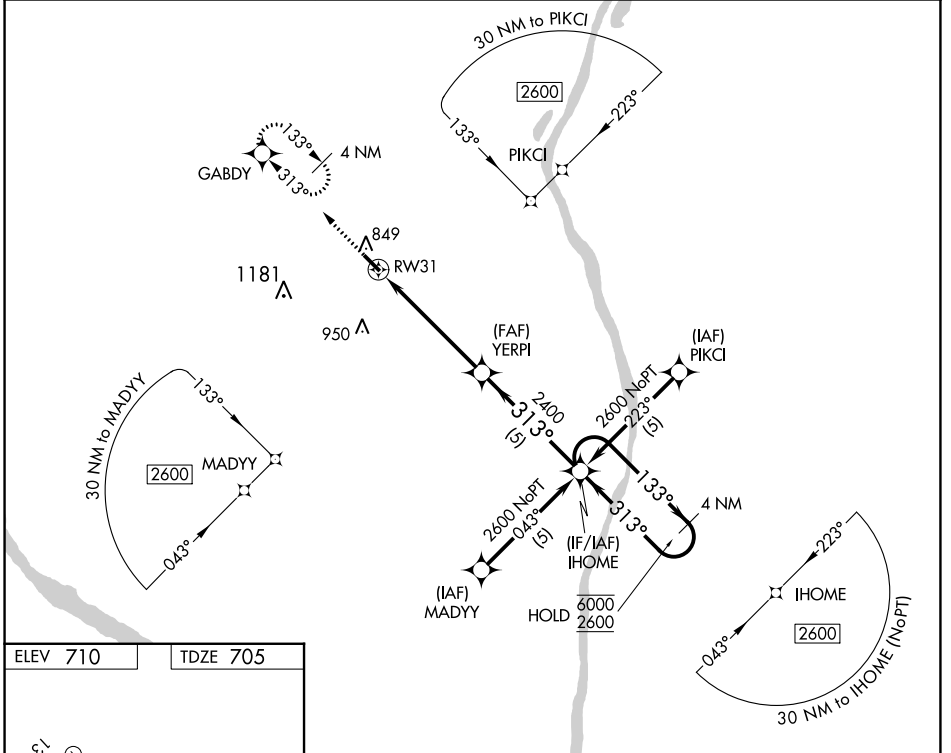 30 NM to PIKCI
2600
133°
223°
PIKCI
133°
4 NM
313°
GABDY
849
RW31
1181
950
(FAF)
YERPI
(IAF)
PIKCI
2600 NoPT
223°
(5)
2400
313°
(5)
30 NM to MADYY
133°
2600
MADYY
043°
2600 NoPT
043°
(5)
133°
4 NM
313°
(IF/IAF)
IHOME
(IAF)
MADYY
HOLD
6000
2600
223°
IHOME
2600
043°
30 NM to IHOME (NoPT)
ELEV 710
TDZE 705